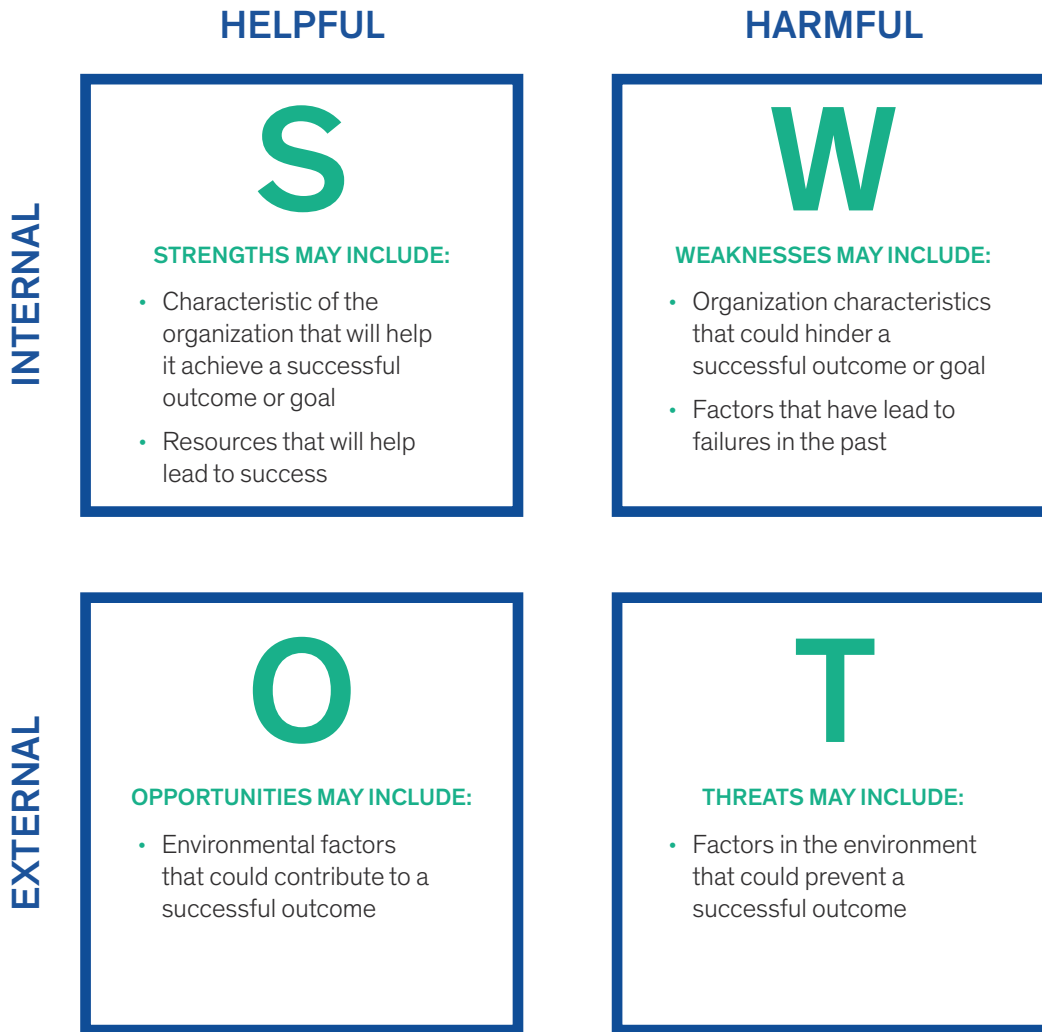 HELPFUL
HARMFUL
INTERNAL
S
STRENGTHS MAY INCLUDE:
• Characteristic of the
organization that will help
it achieve a successful
outcome or goal
• Resources that will help
lead to success
W
WEAKNESSES MAY INCLUDE:
• Organization characteristics
that could hinder a
successful outcome or goal
• Factors that have lead to
failures in the past
EXTERNAL
O
OPPORTUNITIES MAY INCLUDE:
• Environmental factors
that could contribute to a
successful outcome
T
THREATS MAY INCLUDE:
• Factors in the environment
that could prevent a
successful outcome